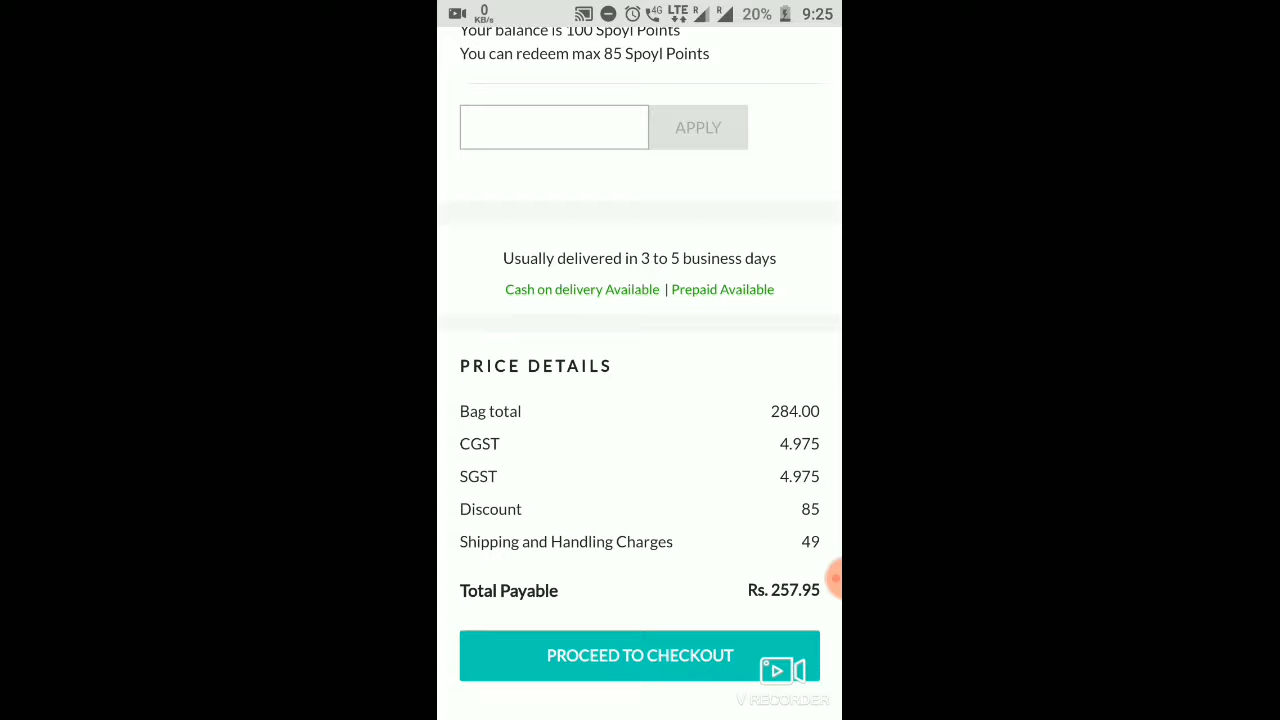 0 KB/s 4G LTE R R 20% 9:25
Your balance is 100 Spoyl Points
You can redeem max 85 Spoyl Points
APPLY
Usually delivered in 3 to 5 business days
Cash on delivery Available | Prepaid Available
PRICE DETAILS
Bag total 284.00
CGST 4.975
SGST 4.975
Discount 85
Shipping and Handling Charges 49
Total Payable Rs. 257.95
PROCEED TO CHECKOUT
V RECORDER